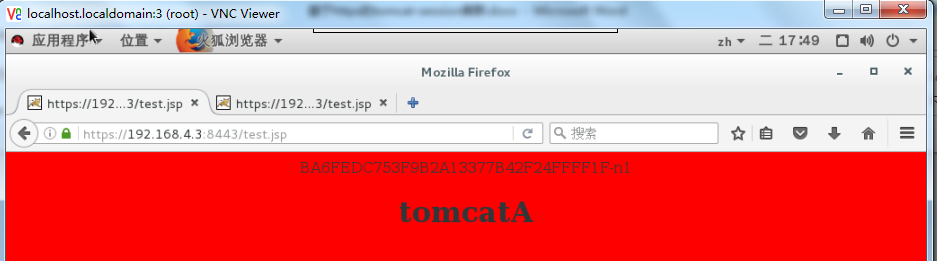 localhost.localdomain:3 (root) - VNC Viewer
应用程序 位置 火狐浏览器 zh 二 17:49
Mozilla Firefox
https://192...3/test.jsp https://192...3/test.jsp
https://192.168.4.3:8443/test.jsp 搜索
BA6FEDC753F9B2A13377B42F24FFFF1F-n1
tomcatA